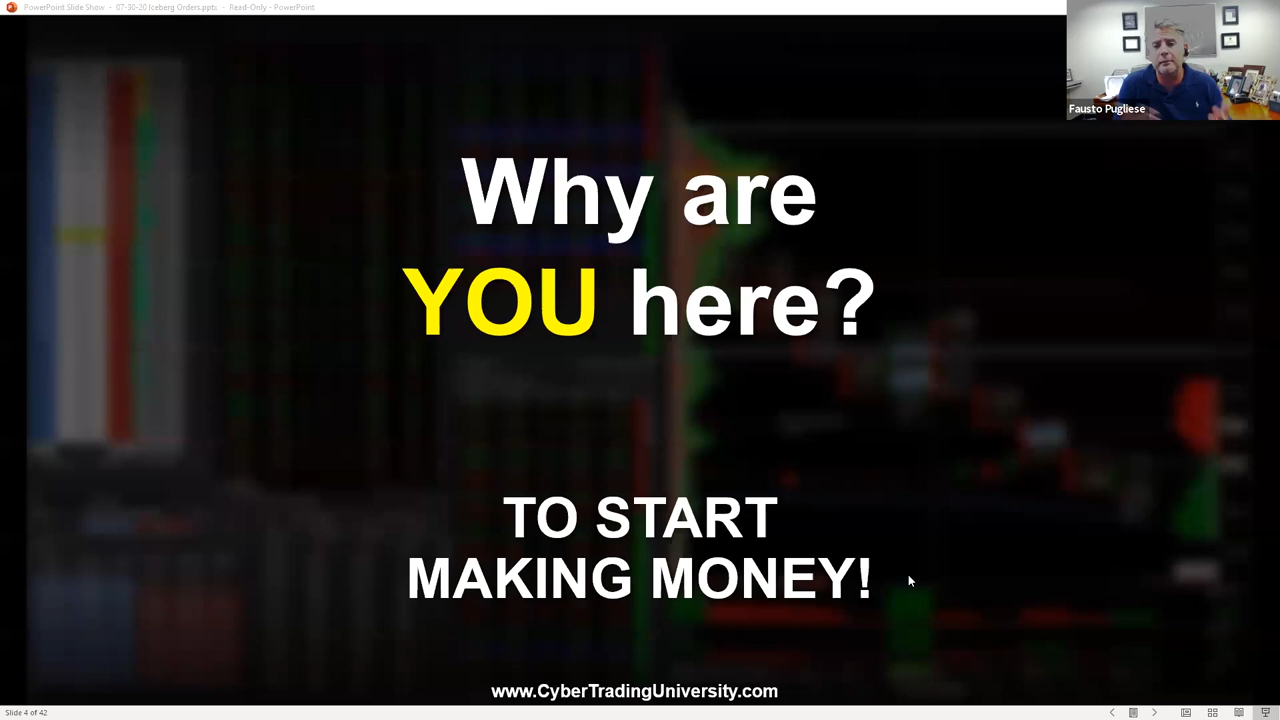 PowerPoint Slide Show - 07-30-20 Iceberg Orders.pptx - Read-Only - PowerPoint
Fausto Pugliese
Why are
YOU here?
TO START
MAKING MONEY!
www.CyberTradingUniversity.com
Slide 4 of 42